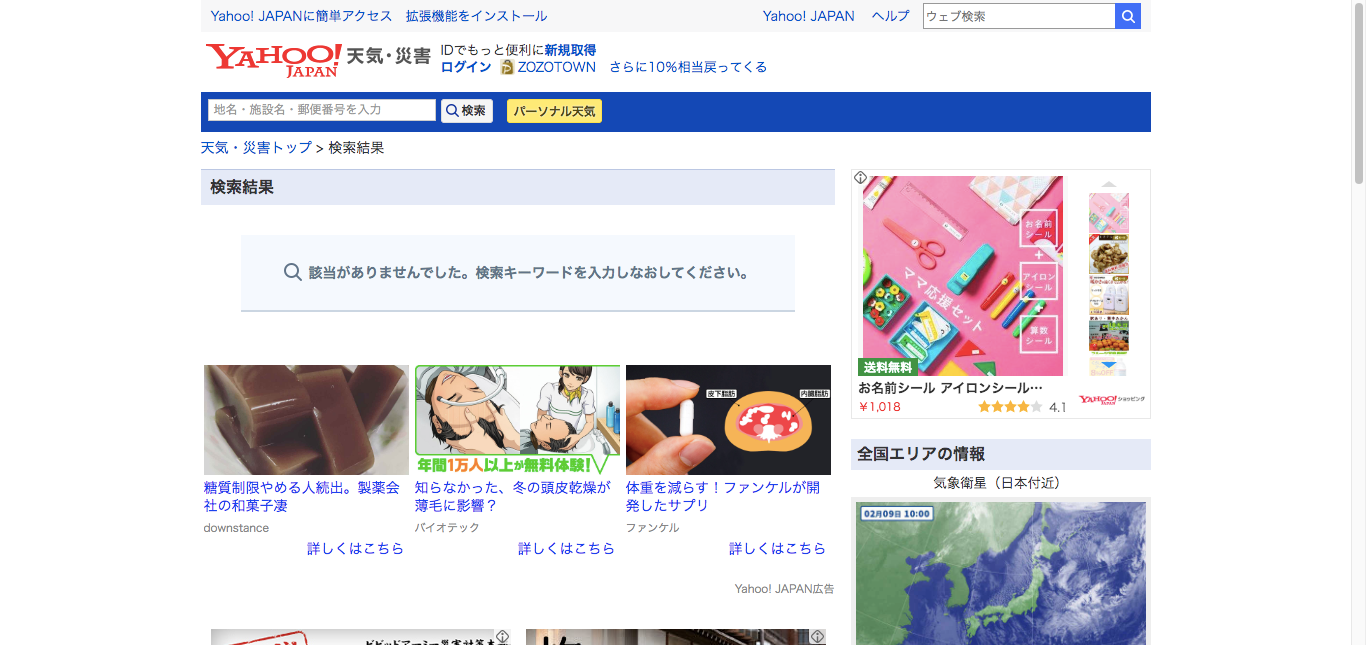 Yahoo! JAPANに簡単アクセス 拡張機能をインストール
Yahoo! JAPAN ヘルプ ウェブ検索
YAHOO! JAPAN 天気・災害
IDでもっと便利に新規取得
ログイン ZOZOTOWN さらに10%相当戻ってくる
地名・施設名・郵便番号を入力 検索 パーソナル天気
天気・災害トップ > 検索結果
検索結果
該当がありませんでした。検索キーワードを入力しなおしてください。
年間1万人以上が無料体験!
皮下脂肪 内臓脂肪
糖質制限やめる人続出。製薬会
社の和菓子凄
downstance
詳しくはこちら
知らなかった、冬の頭皮乾燥が
薄毛に影響？
バイオテック
詳しくはこちら
体重を減らす！ファンケルが開
発したサプリ
ファンケル
詳しくはこちら
Yahoo! JAPAN広告
お名前
シール
+
アイロン
シール
+
算数
シール
ママ応援セット
送料無料
お名前シール アイロンシール…
￥1,018 4.1
YAHOO! JAPAN ショッピング
全国エリアの情報
気象衛星（日本付近）
02月09日 10:00